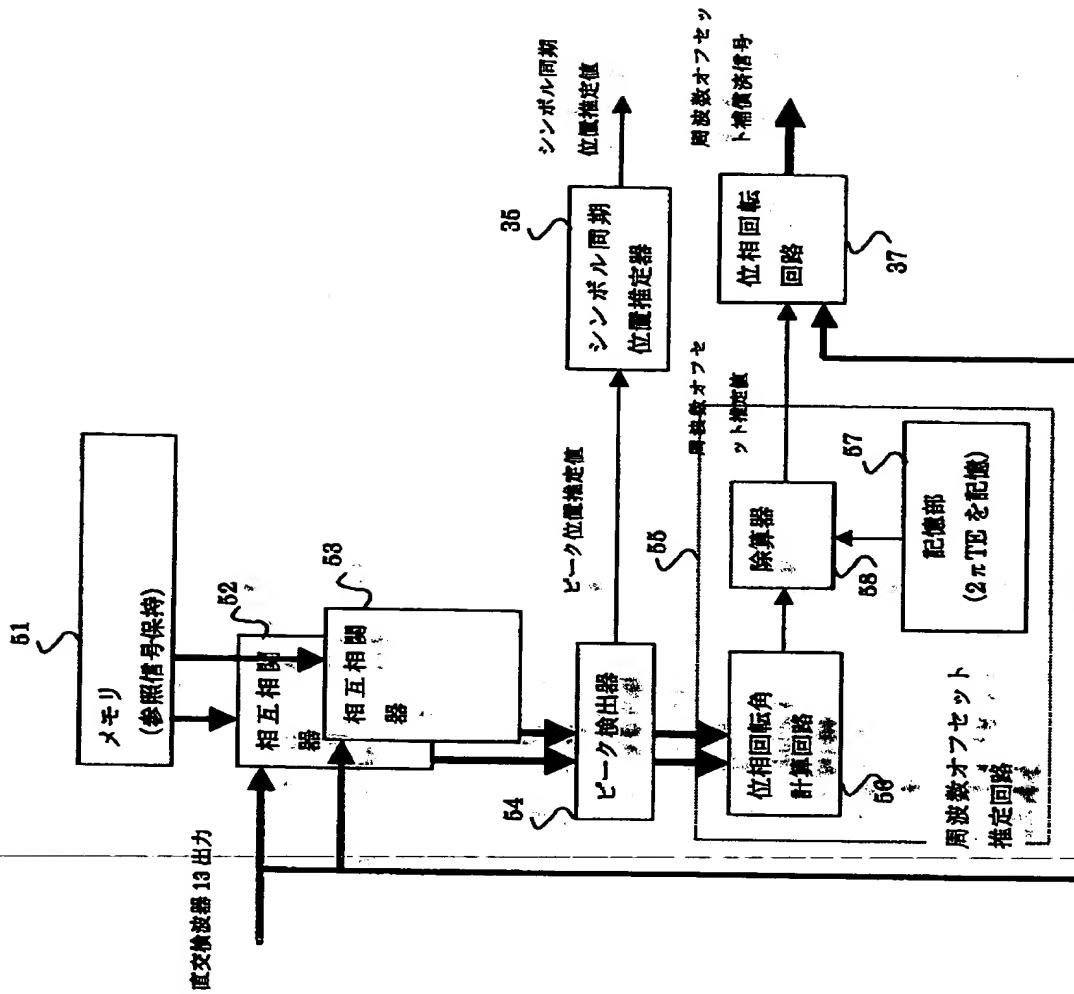 51
メモリ
(参照信号保持)
直交検波器 13 出力
52
相互相関
器
53
相互相関
器
54
ピーク検出器
ピーク位置推定値
35
シンボル同期
位置推定器
シンボル同期
位置推定値
55
周波数オフセ
ット推定値
位相回転角
計算回路
56
除算器
58
57
記憶部
(2πTE を記憶)
周波数オフセット
推定回路
位相回転
回路
37
周波数オフセッ
ト補償済信号